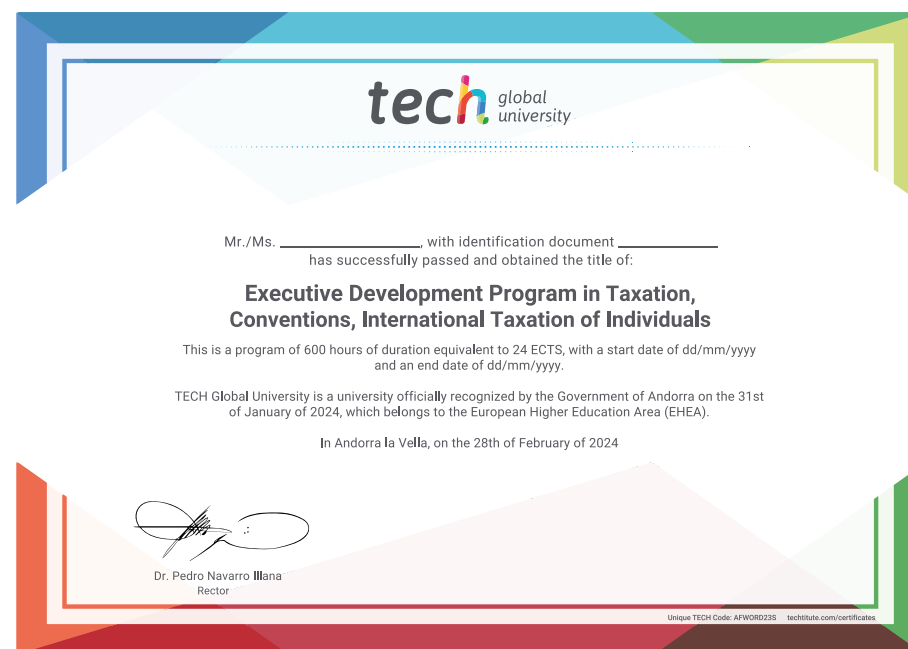 tech global university
Mr./Ms. ____________________, with identification document ______________
has successfully passed and obtained the title of:
Executive Development Program in Taxation,
Conventions, International Taxation of Individuals
This is a program of 600 hours of duration equivalent to 24 ECTS, with a start date of dd/mm/yyyy
and an end date of dd/mm/yyyy.
TECH Global University is a university officially recognized by the Government of Andorra on the 31st
of January of 2024, which belongs to the European Higher Education Area (EHEA).
In Andorra la Vella, on the 28th of February of 2024
Dr. Pedro Navarro Illana
Rector
Unique TECH Code: AFWORD23S techtitute.com/certificates